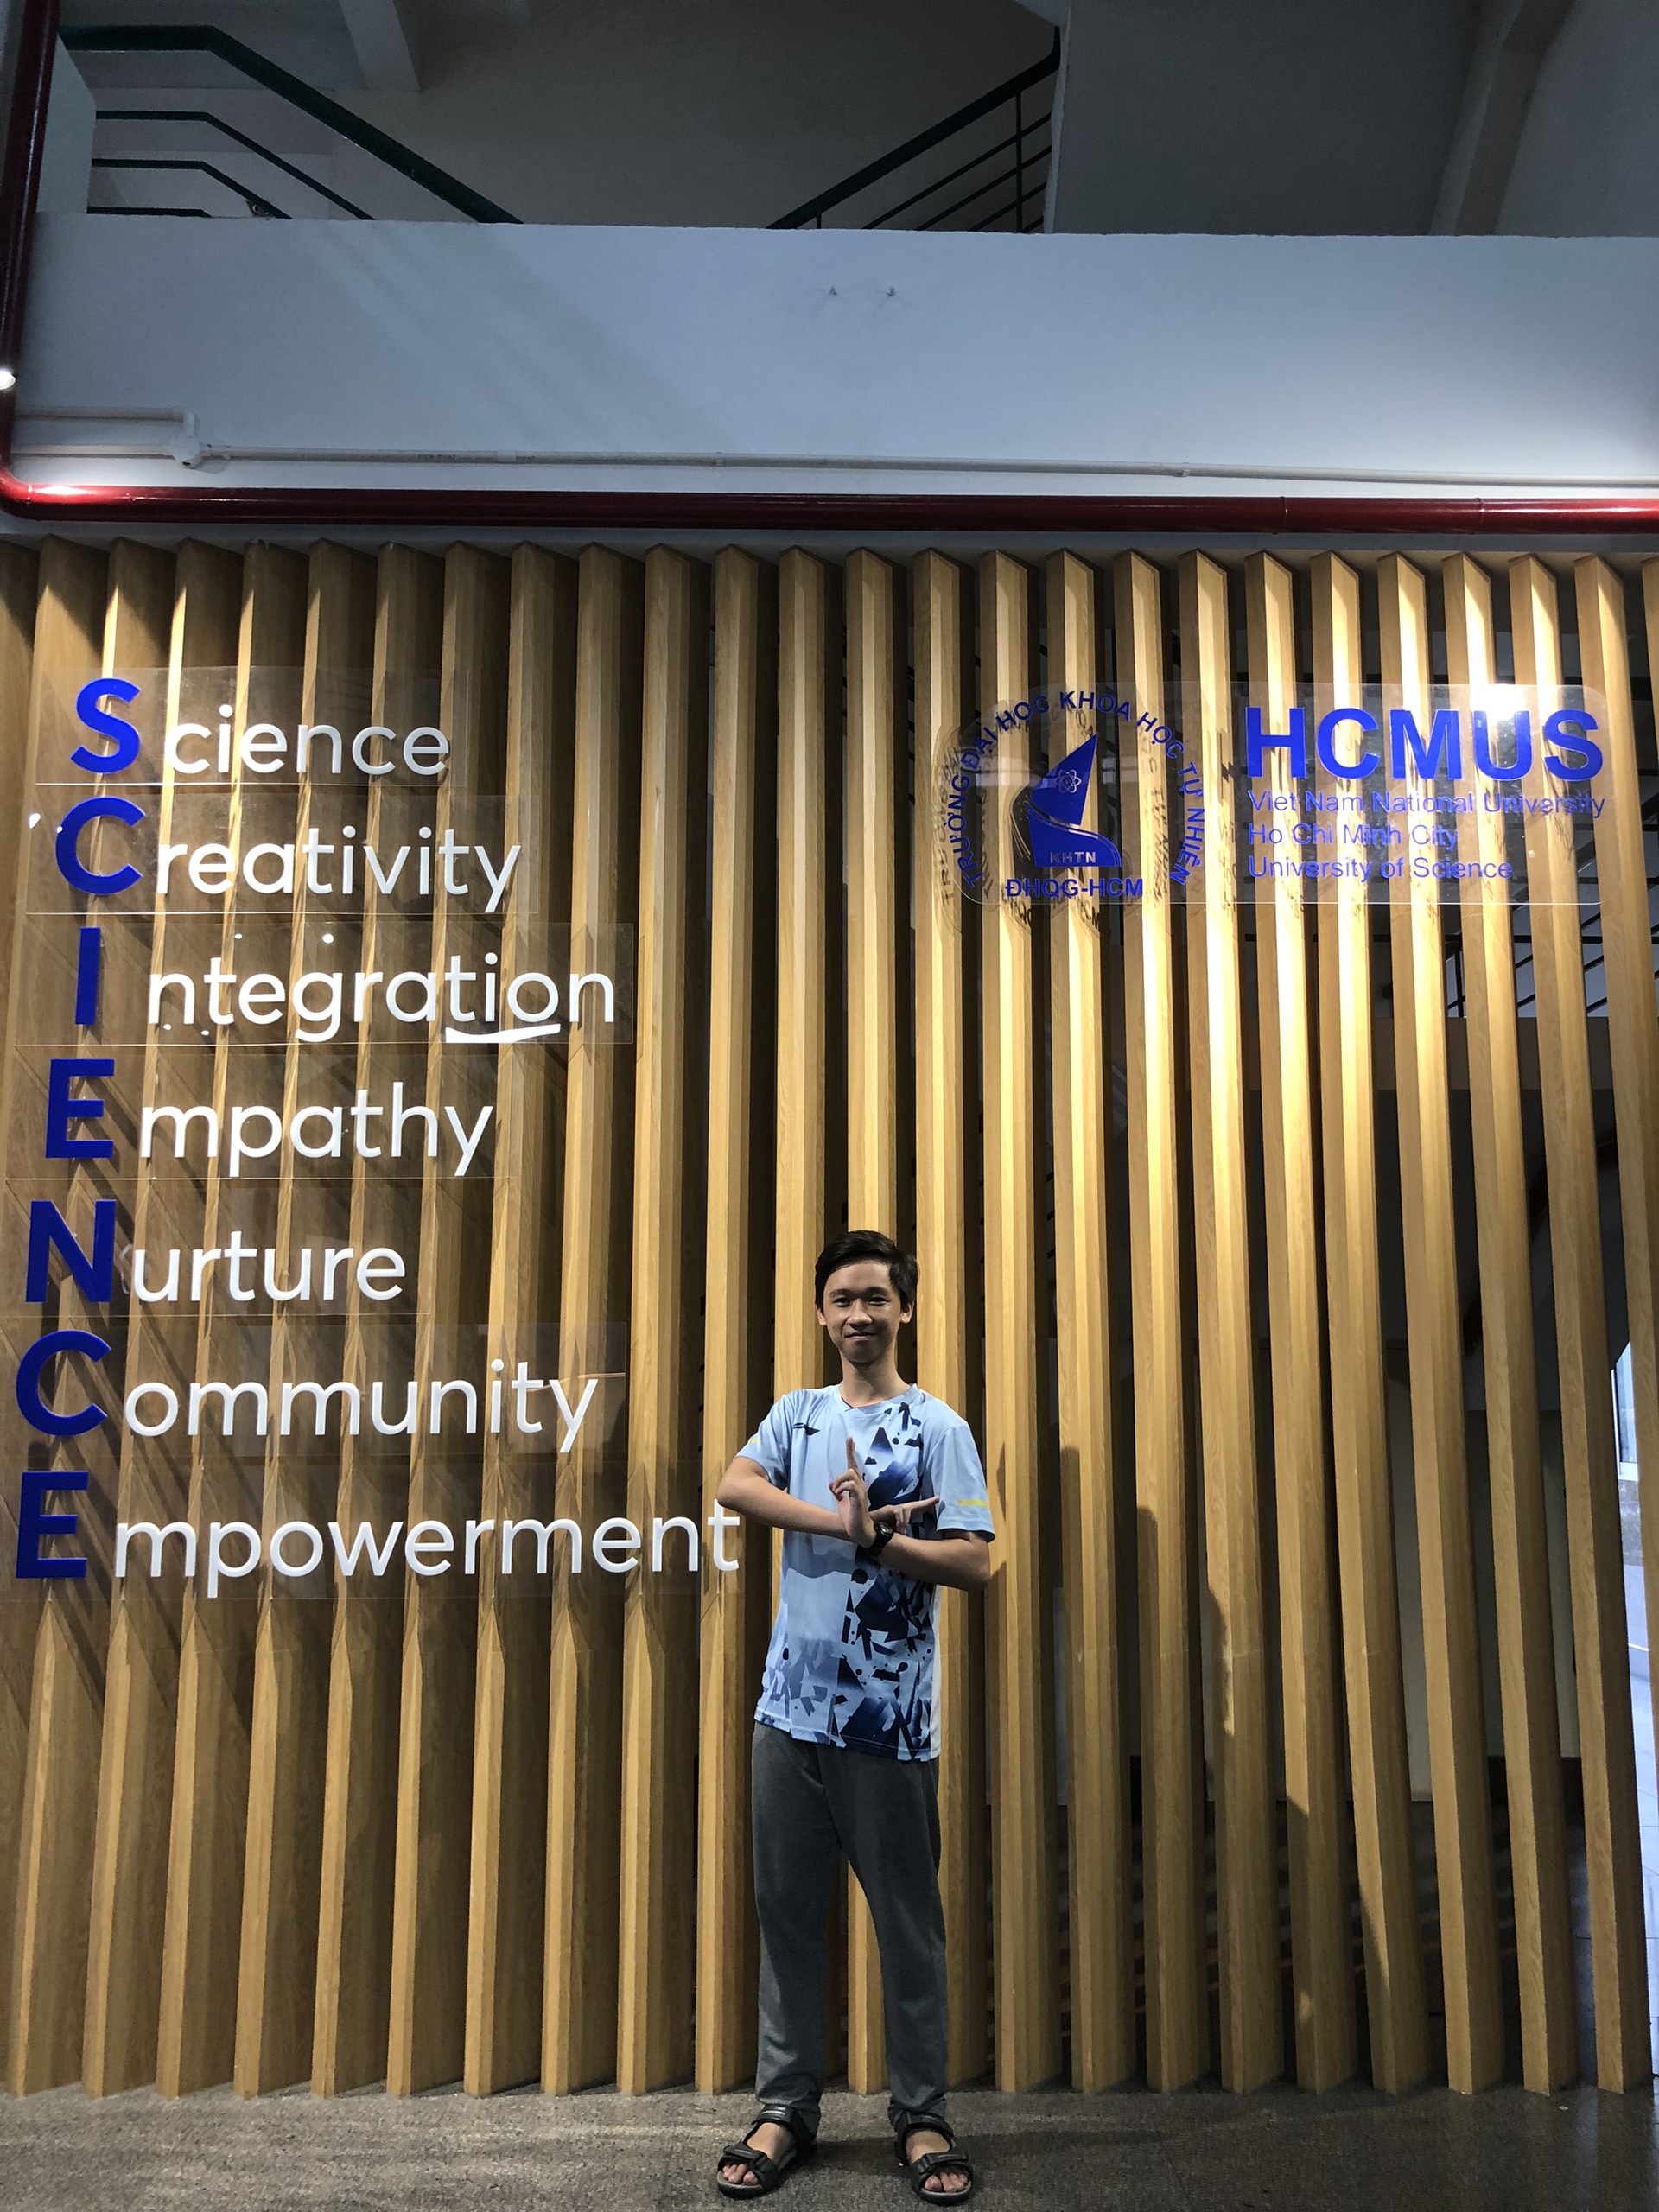 Science
Creativity
Integration
Empathy
Nurture
Community
Empowerment
TRƯỜNG ĐẠI HỌC KHOA HỌC TỰ NHIÊN
KHTN
ĐHQG-HCM
HCMUS
Viet Nam National University
Ho Chi Minh City
University of Science